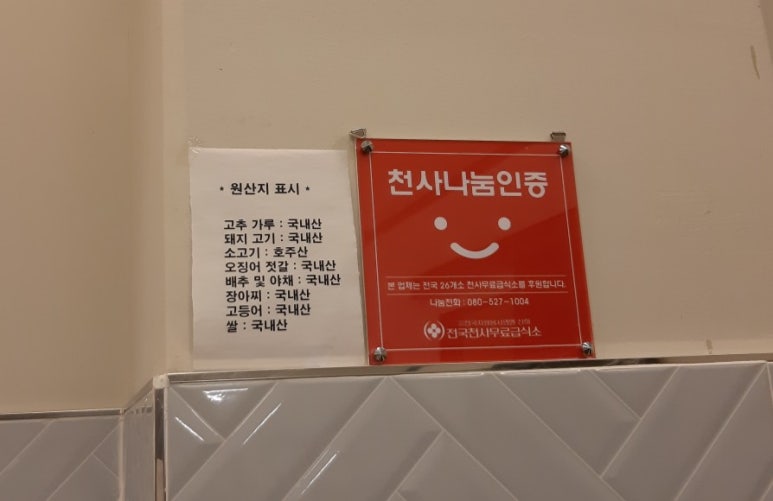 * 원산지 표시 *
고추 가루 : 국내산
돼지 고기 : 국내산
소고기 : 호주산
오징어 젓갈 : 국내산
배추 및 야채 : 국내산
장아찌 : 국내산
고등어 : 국내산
쌀 : 국내산
천사나눔인증
본 업체는 전국 26개소 천사무료급식소를 후원합니다.
나눔전화 : 080-527-1004
전국천사무료급식소